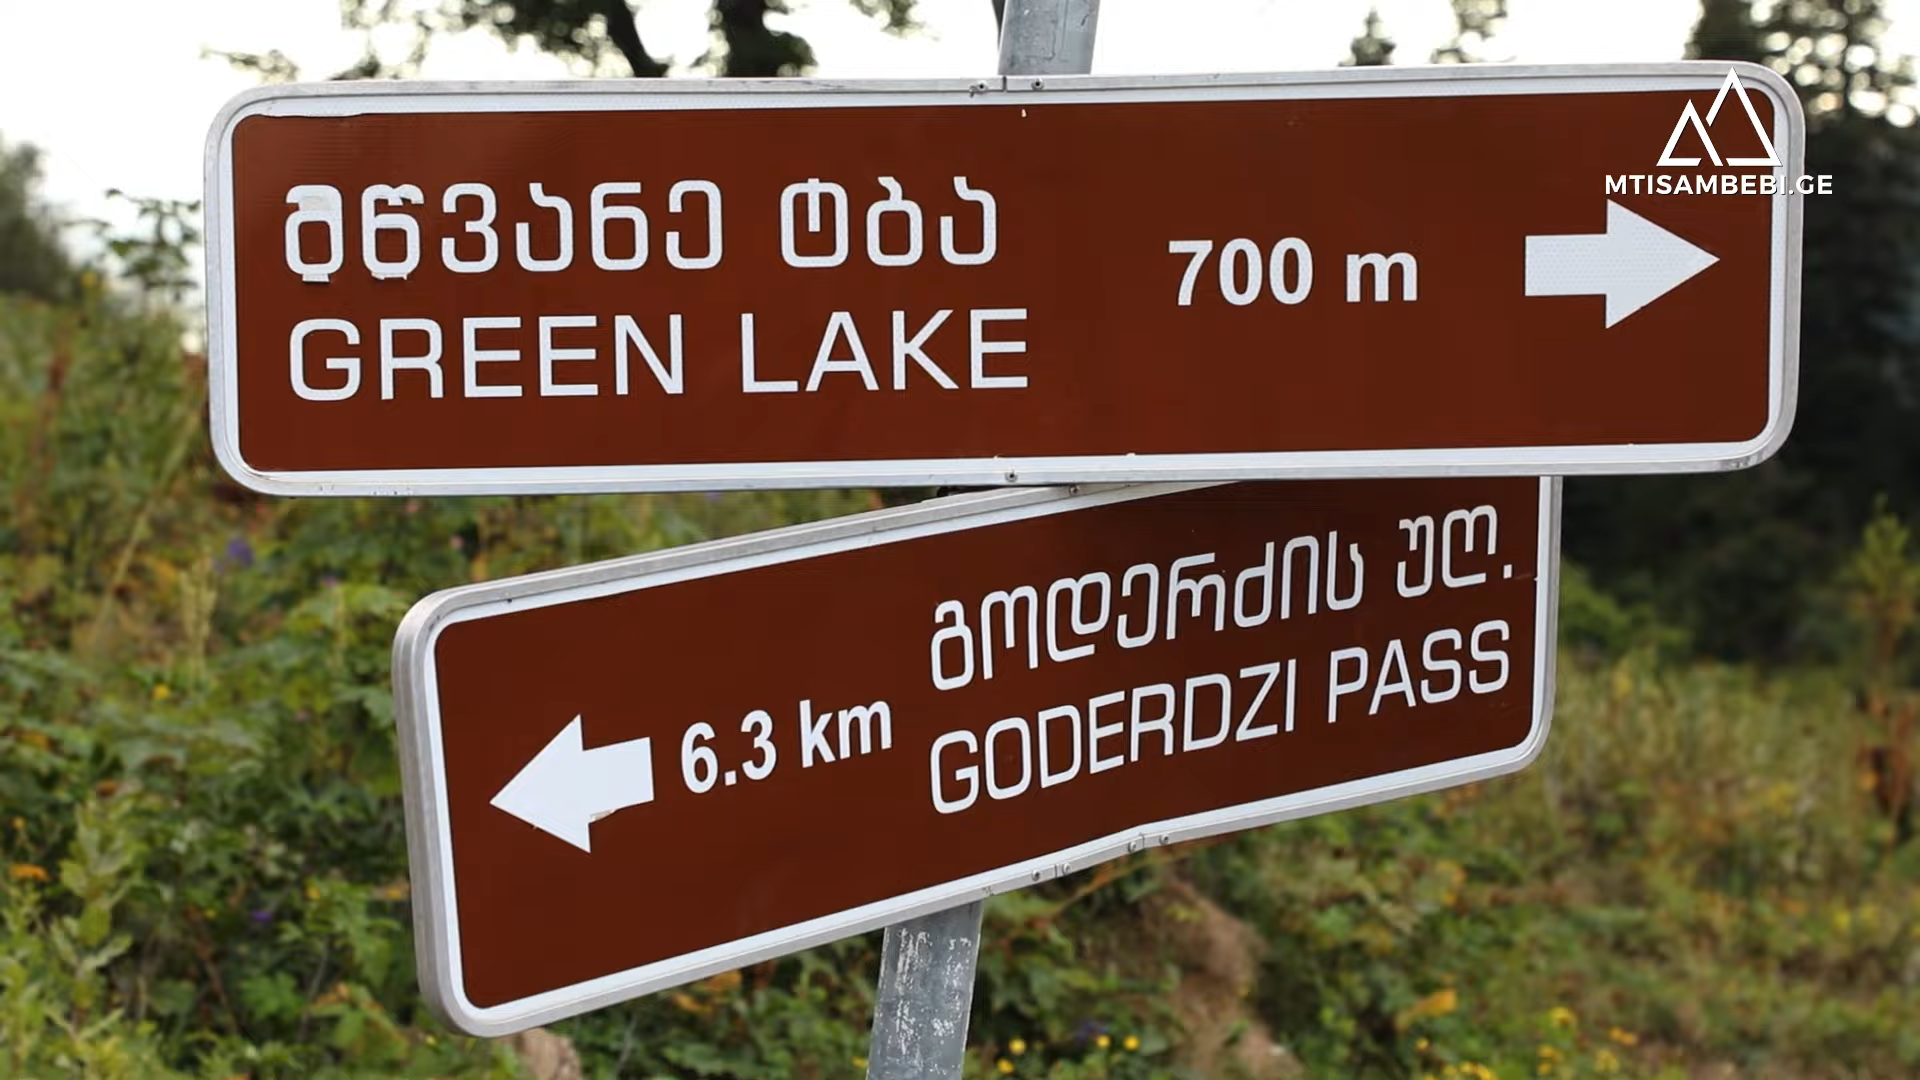 MTISAMBEBI.GE
მწვანე ტბა
GREEN LAKE
700 m
გოდერძის უღ.
GODERDZI PASS
6.3 km